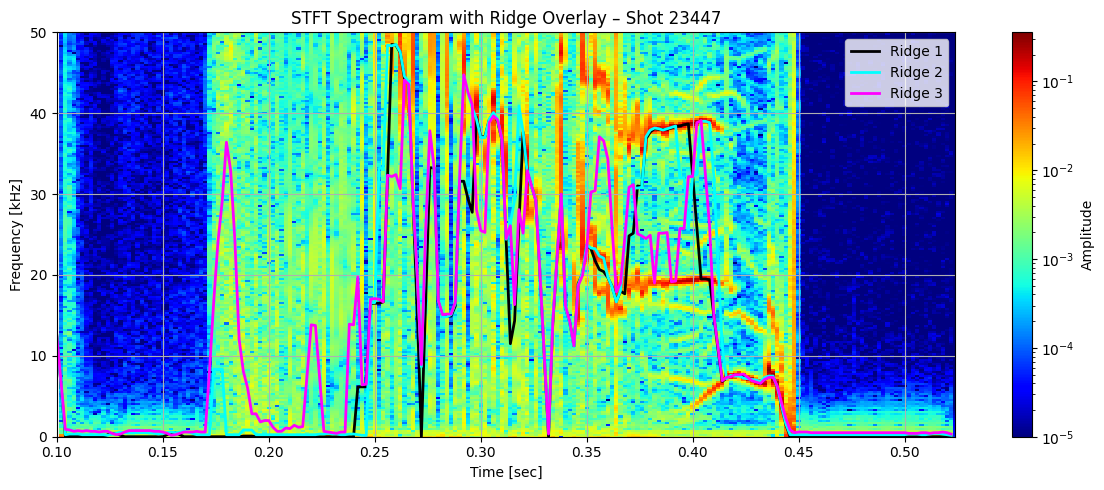 STFT Spectrogram with Ridge Overlay – Shot 23447
Frequency [kHz]
50
40
30
20
10
0
0.10
0.15
0.20
0.25
0.30
0.35
0.40
0.45
0.50
Time [sec]
Ridge 1
Ridge 2
Ridge 3
10⁻¹
10⁻²
10⁻³
10⁻⁴
10⁻⁵
Amplitude